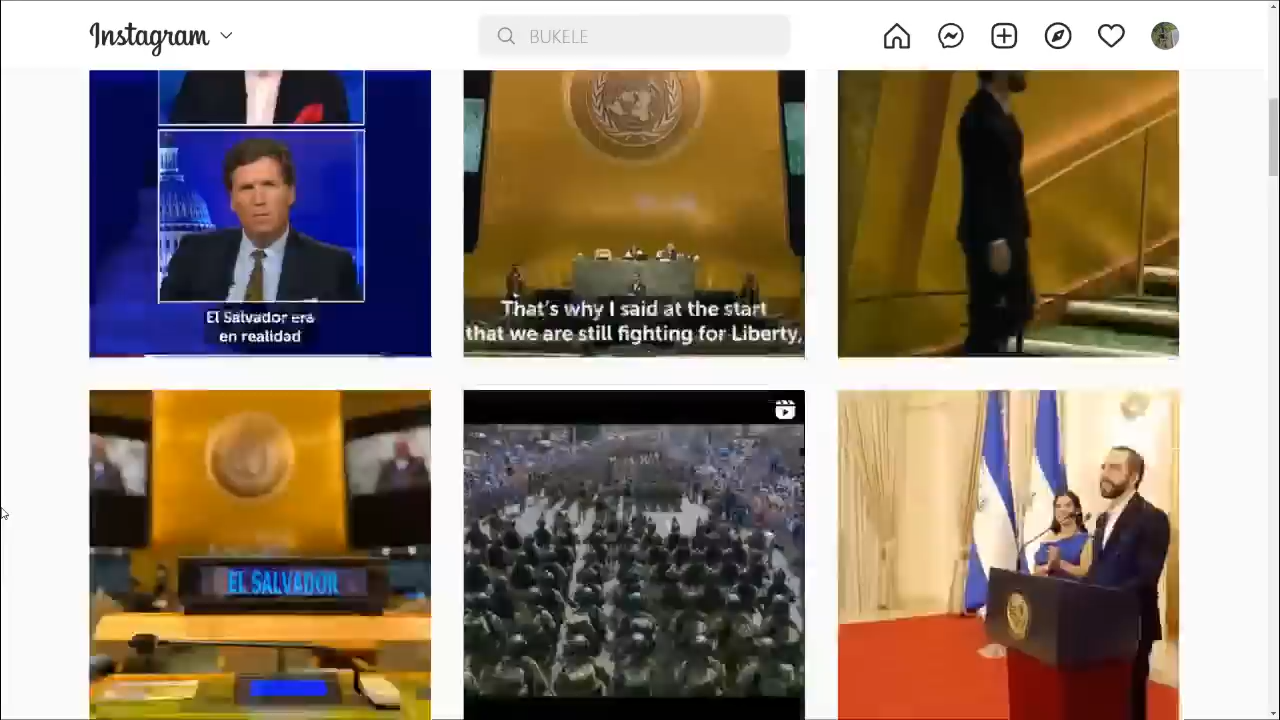 Instagram
BUKELE
El Salvador era
en realidad
That's why I said at the start
that we are still fighting for Liberty,
EL SALVADOR